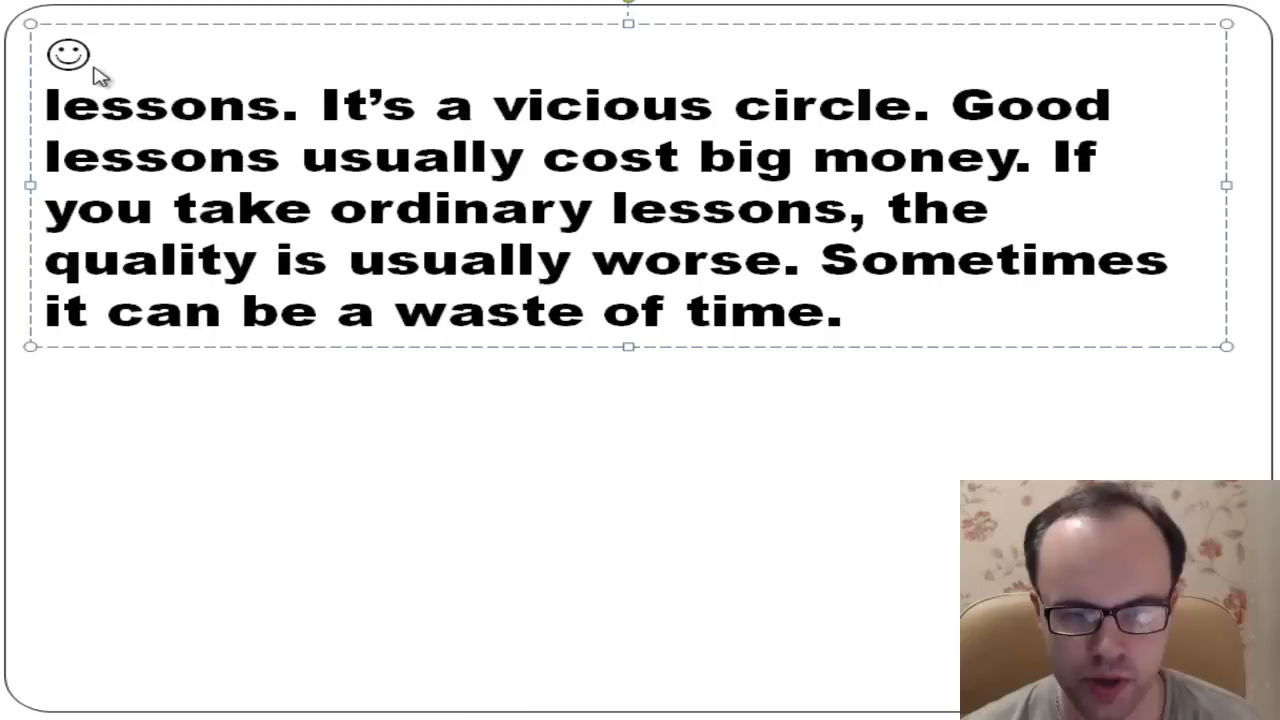 lessons. It’s a vicious circle. Good
lessons usually cost big money. If
you take ordinary lessons, the
quality is usually worse. Sometimes
it can be a waste of time.